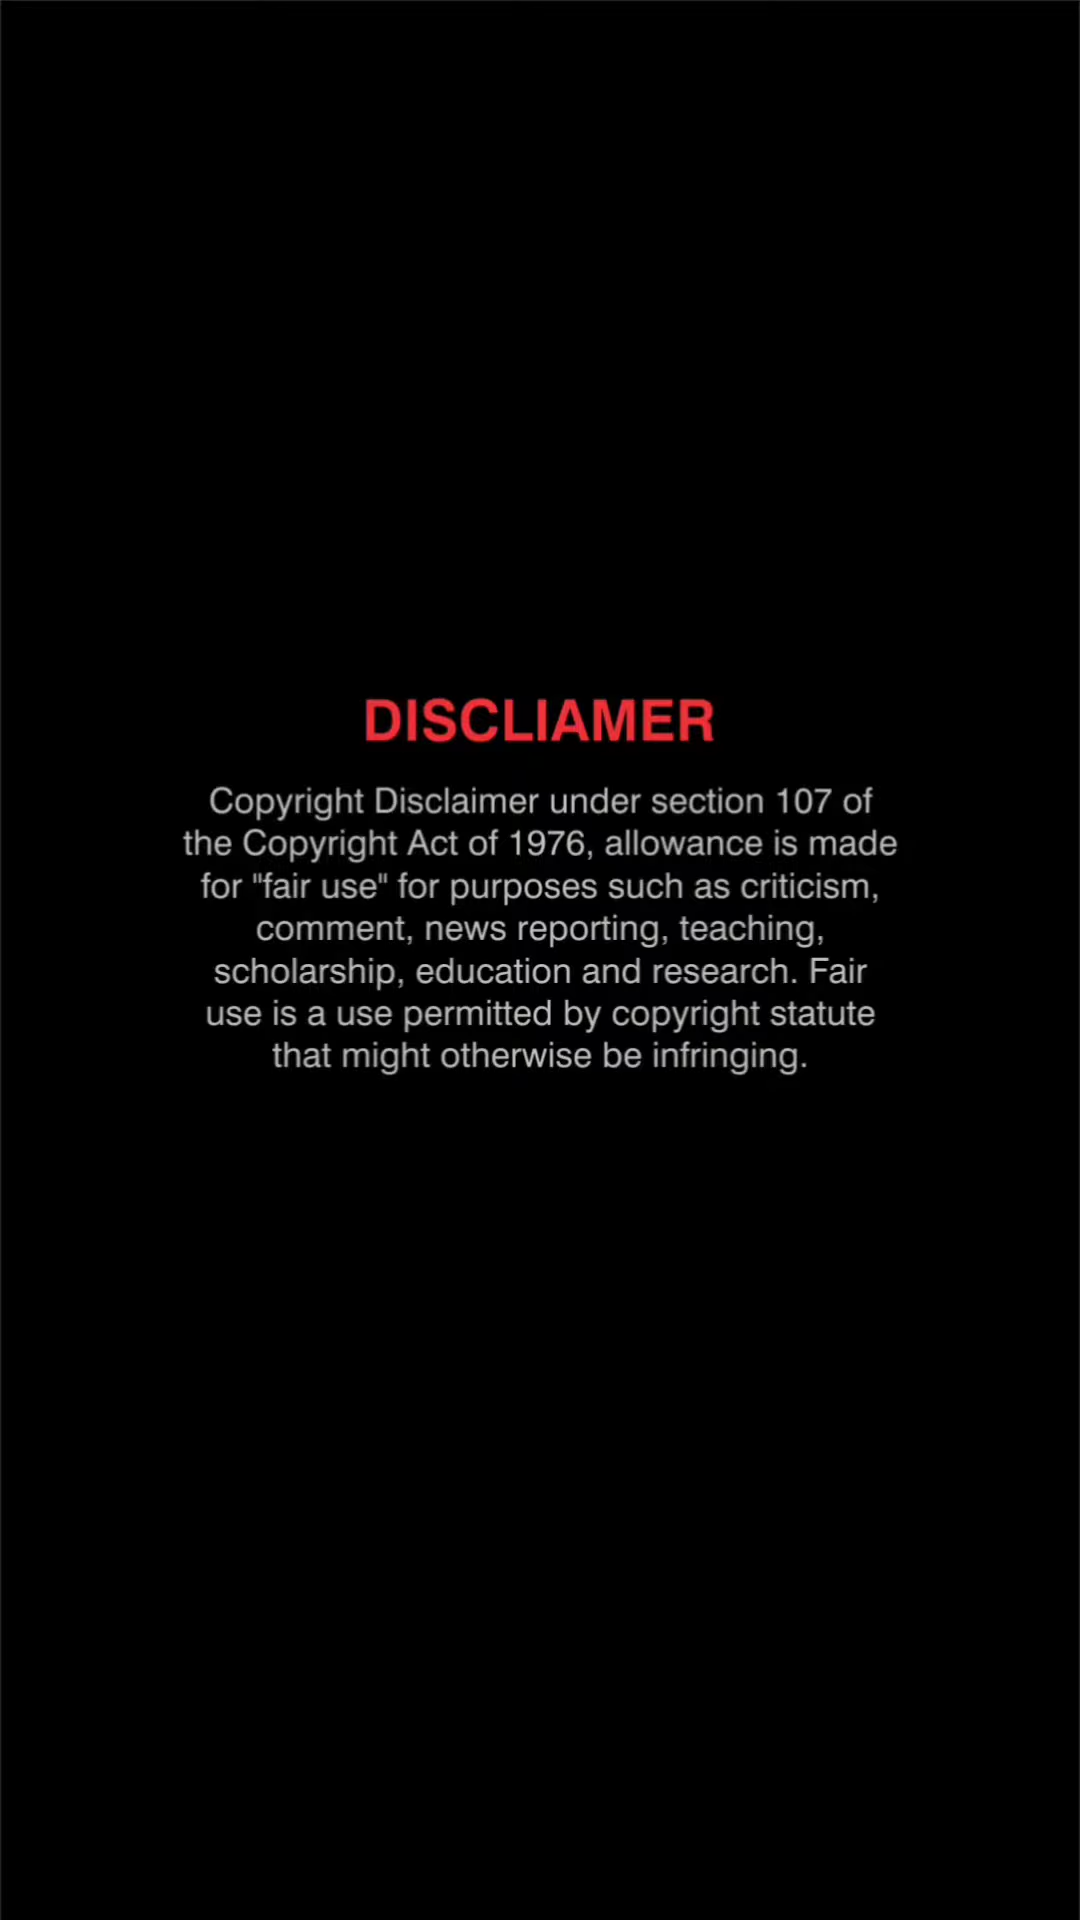 DISCLIAMER
Copyright Disclaimer under section 107 of
the Copyright Act of 1976, allowance is made
for "fair use" for purposes such as criticism,
comment, news reporting, teaching,
scholarship, education and research. Fair
use is a use permitted by copyright statute
that might otherwise be infringing.